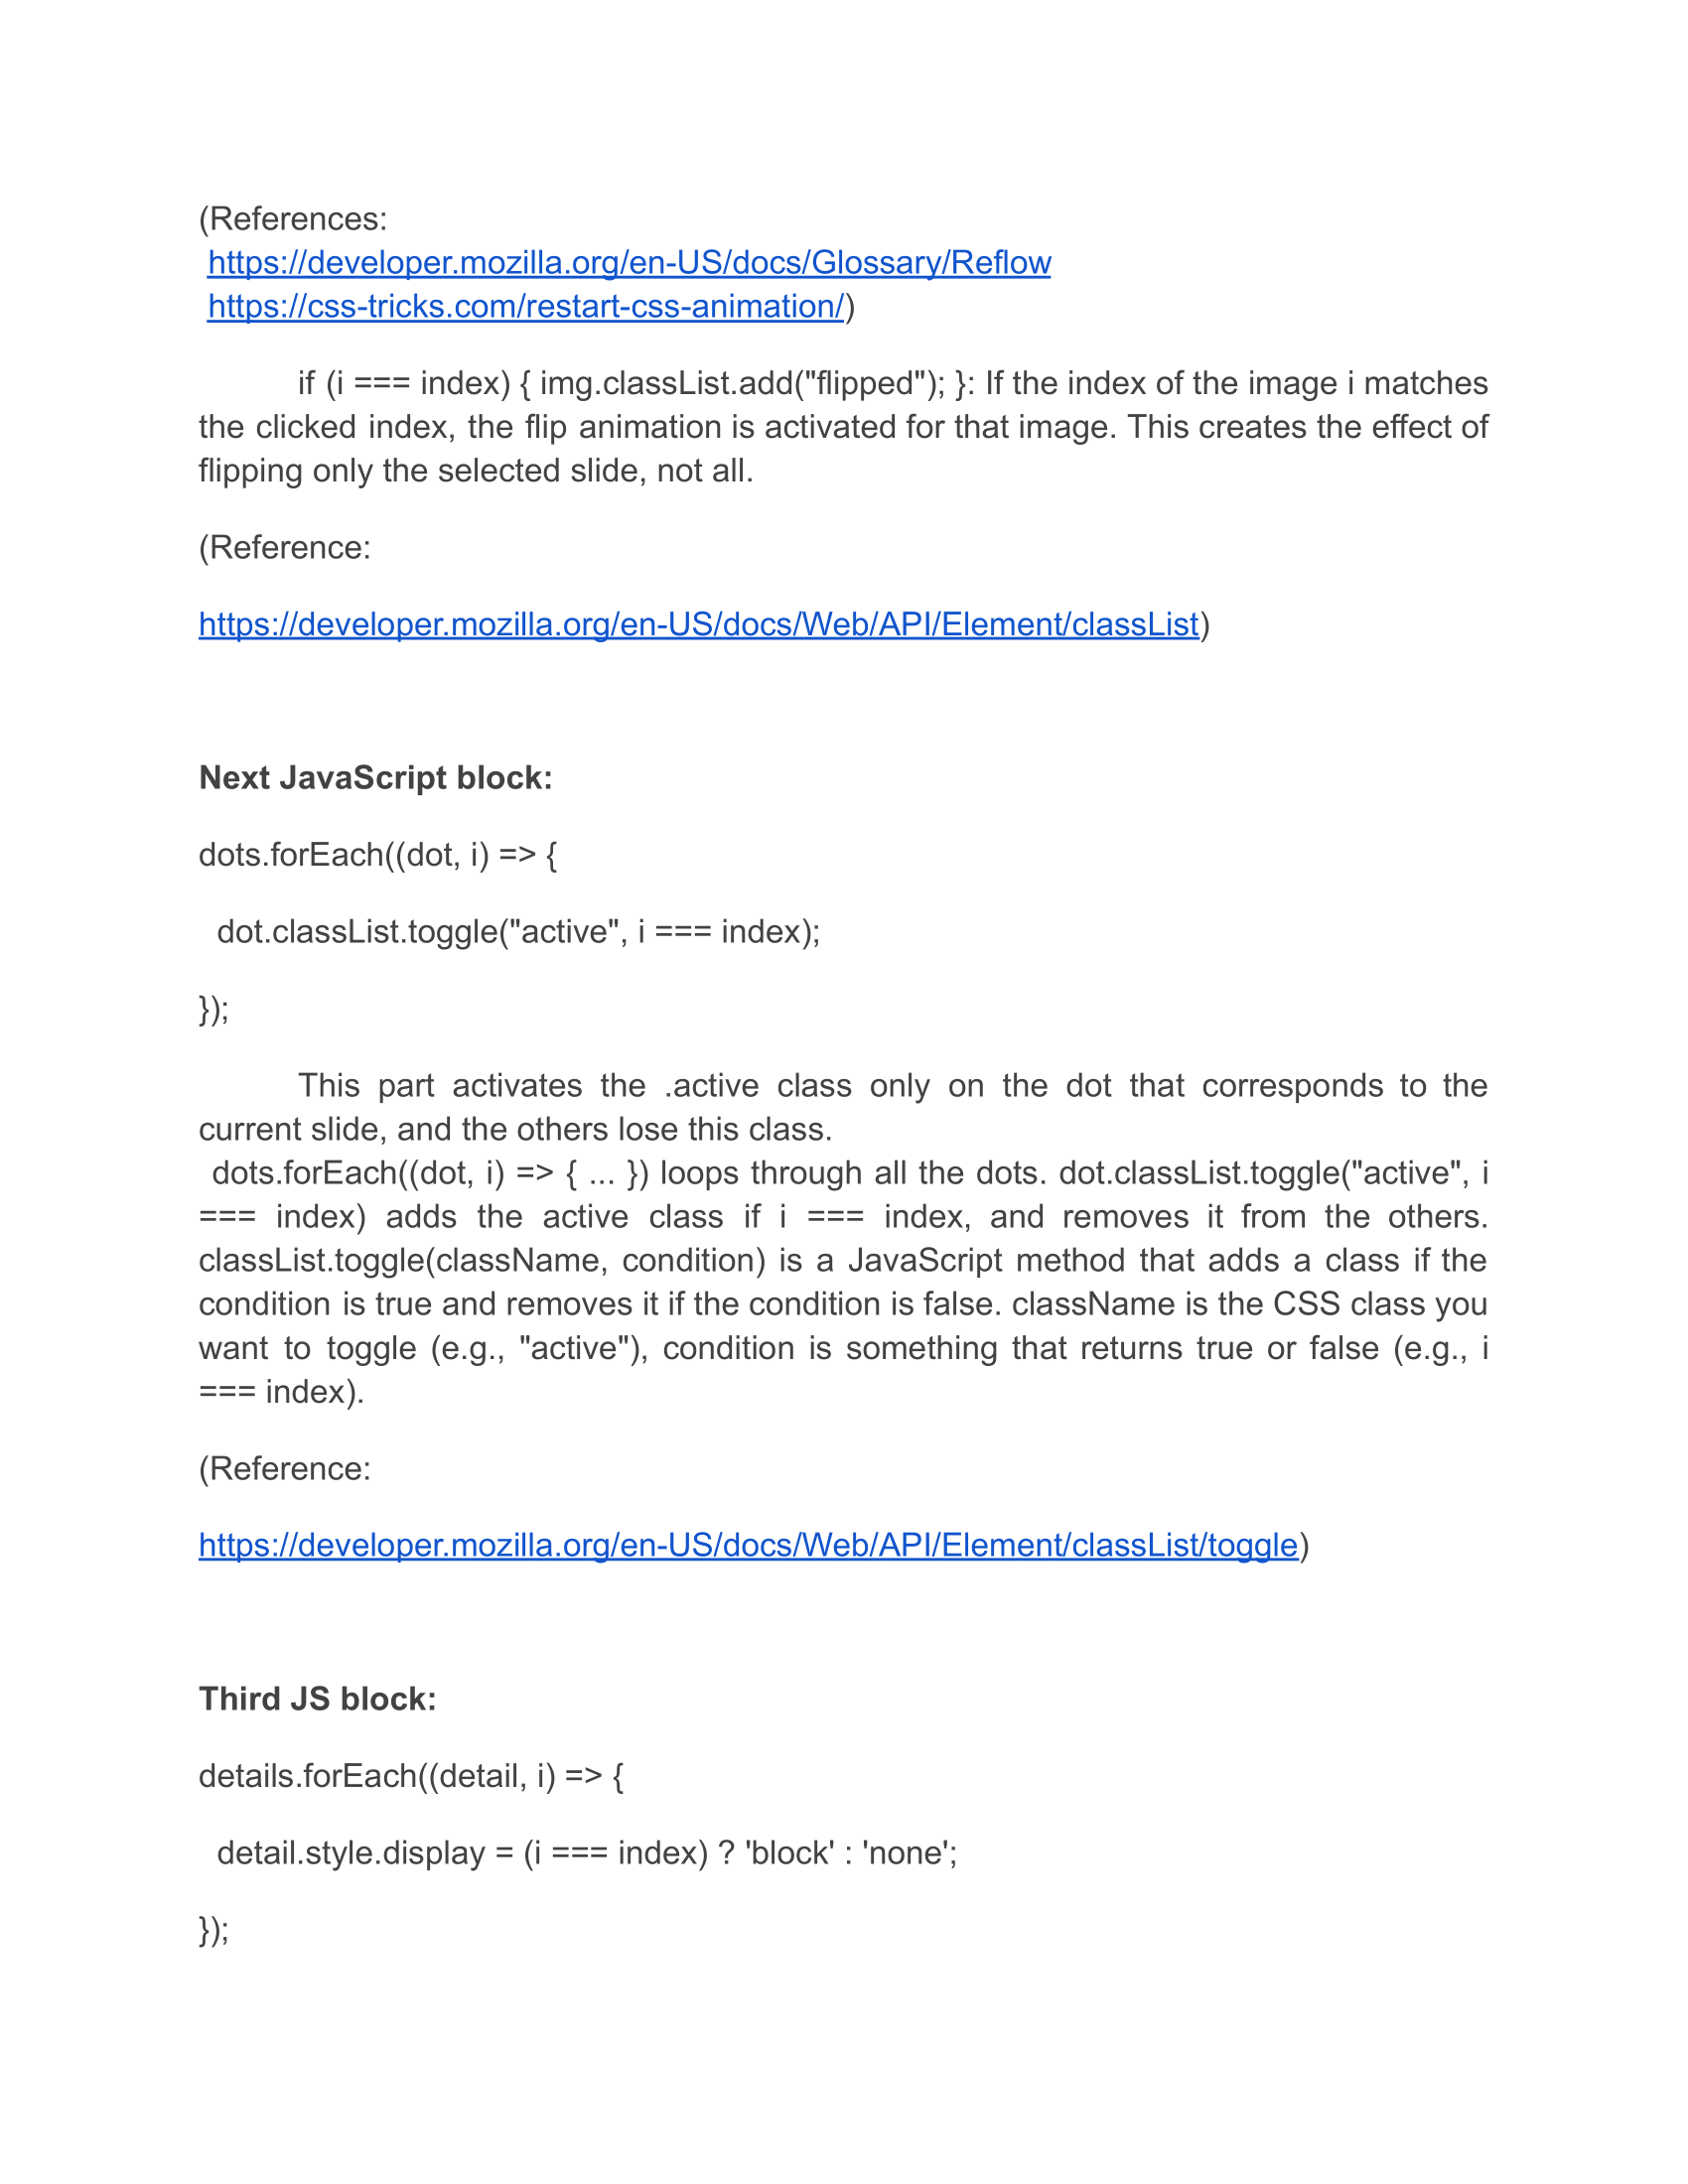 (References:
https://developer.mozilla.org/en-US/docs/Glossary/Reflow
https://css-tricks.com/restart-css-animation/)
if (i === index) { img.classList.add("flipped"); }: If the index of the image i matches
the clicked index, the flip animation is activated for that image. This creates the effect of
flipping only the selected slide, not all.
(Reference:
https://developer.mozilla.org/en-US/docs/Web/API/Element/classList)
Next JavaScript block:
dots.forEach((dot, i) => {
dot.classList.toggle("active", i === index);
});
This part activates the .active class only on the dot that corresponds to the
current slide, and the others lose this class.
dots.forEach((dot, i) => { ... }) loops through all the dots. dot.classList.toggle("active", i
=== index) adds the active class if i === index, and removes it from the others.
classList.toggle(className, condition) is a JavaScript method that adds a class if the
condition is true and removes it if the condition is false. className is the CSS class you
want to toggle (e.g., "active"), condition is something that returns true or false (e.g., i
=== index).
(Reference:
https://developer.mozilla.org/en-US/docs/Web/API/Element/classList/toggle)
Third JS block:
details.forEach((detail, i) => {
detail.style.display = (i === index) ? 'block' : 'none';
});